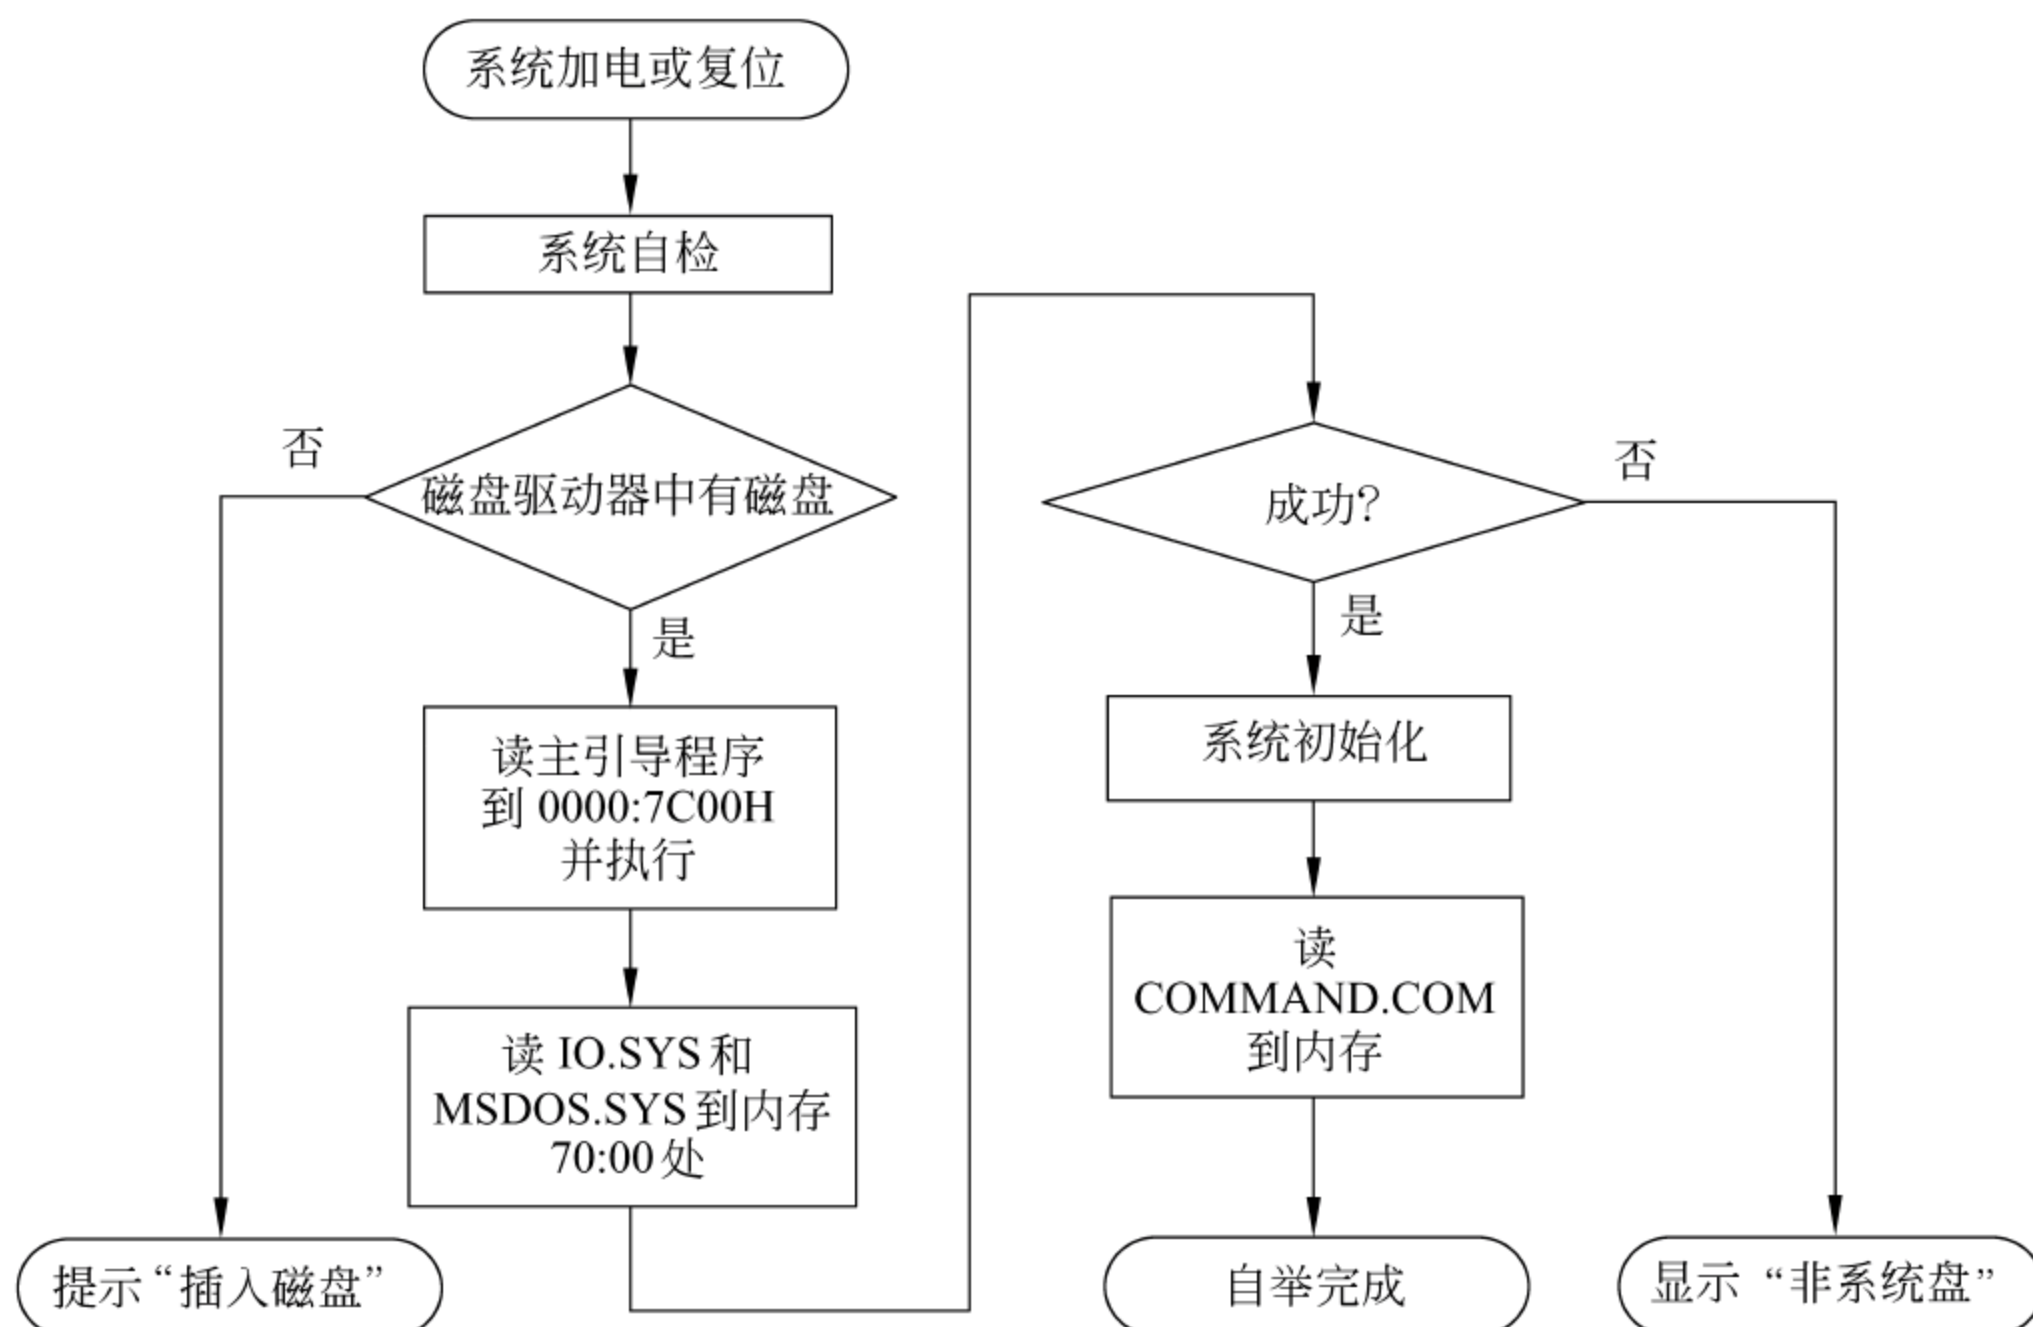 系统加电或复位
系统自检
否
磁盘驱动器中有磁盘
是
读主引导程序
到 0000:7C00H
并执行
读 IO.SYS 和
MSDOS.SYS 到内存
70:00 处
提示“插入磁盘”
成功?
否
是
系统初始化
读
COMMAND.COM
到内存
自举完成
显示“非系统盘”